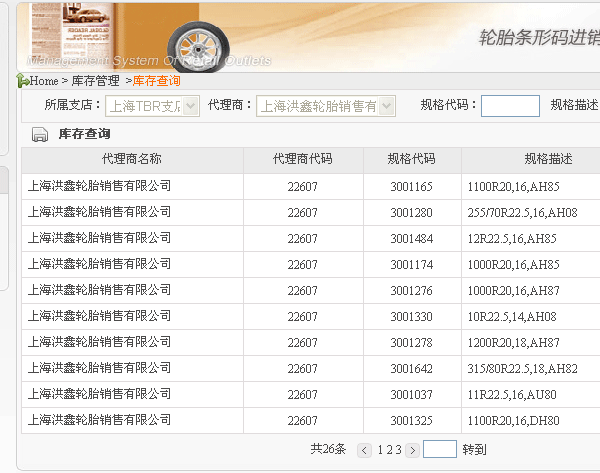 GLOBAL READER
轮胎条形码进销
Management System Of Retail Outlets
Home > 库存管理 >库存查询
所属支店： 上海TBR支店 代理商： 上海洪鑫轮胎销售有 规格代码： 规格描述
库存查询
代理商名称 代理商代码 规格代码 规格描述
上海洪鑫轮胎销售有限公司 22607 3001165 1100R20,16,AH85
上海洪鑫轮胎销售有限公司 22607 3001280 255/70R22.5,16,AH08
上海洪鑫轮胎销售有限公司 22607 3001484 12R22.5,16,AH85
上海洪鑫轮胎销售有限公司 22607 3001174 1000R20,16,AH85
上海洪鑫轮胎销售有限公司 22607 3001276 1000R20,16,AH87
上海洪鑫轮胎销售有限公司 22607 3001330 10R22.5,14,AH08
上海洪鑫轮胎销售有限公司 22607 3001278 1200R20,18,AH87
上海洪鑫轮胎销售有限公司 22607 3001642 315/80R22.5,18,AH82
上海洪鑫轮胎销售有限公司 22607 3001037 11R22.5,16,AU80
上海洪鑫轮胎销售有限公司 22607 3001325 1100R20,16,DH80
共26条 < 1 2 3 > 转到